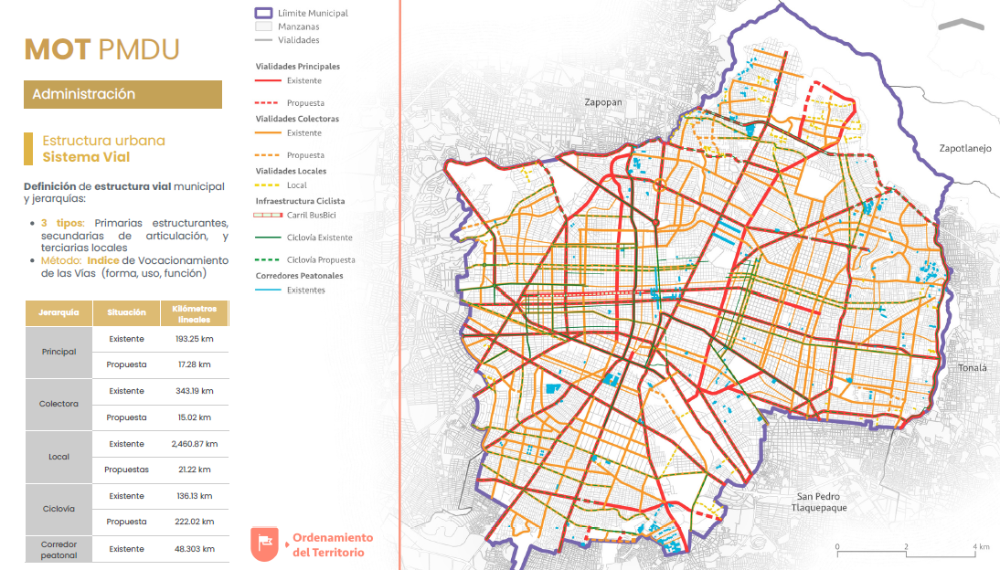 MOT PMDU
Administración
Estructura urbana
Sistema Vial
Definición de estructura vial municipal
y jerarquías:
• 3 tipos: Primarias estructurantes,
secundarias de articulación, y
terciarias locales
• Método: Indice de Vocacionamiento
de las Vías (forma, uso, función)
Jerarquía Situación Kilómetros
lineales
Principal
Existente 193.25 km
Propuesta 17.28 km
Colectora
Existente 343.19 km
Propuesta 15.02 km
Local
Existente 2,460.87 km
Propuestas 21.22 km
Ciclovía
Existente 136.13 km
Propuesta 222.02 km
Corredor
peatonal
Existente 48.303 km
Líimite Municipal
Manzanas
Vialidades
Vialidades Principales
Existente
Propuesta
Vialidades Colectoras
Existente
Propuesta
Vialidades Locales
Local
Infraestructura Ciclista
Carril BusBici
Ciclovía Existente
Ciclovía Propuesta
Corredores Peatonales
Existentes
Ordenamiento
del Territorio
Zapopan
Zapotlanejo
Tonalá
San Pedro
Tlaquepaque
0 2 4 km